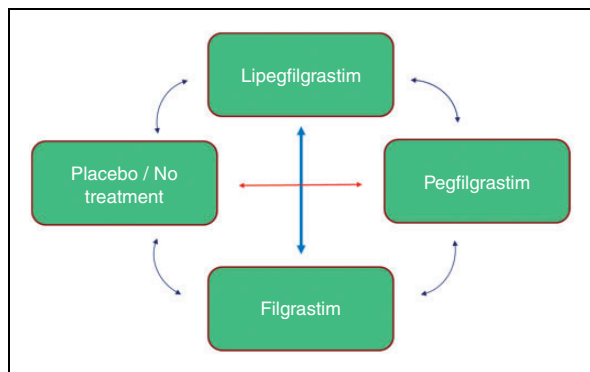 Lipegfilgrastim
Placebo / No
treatment
Pegfilgrastim
Filgrastim